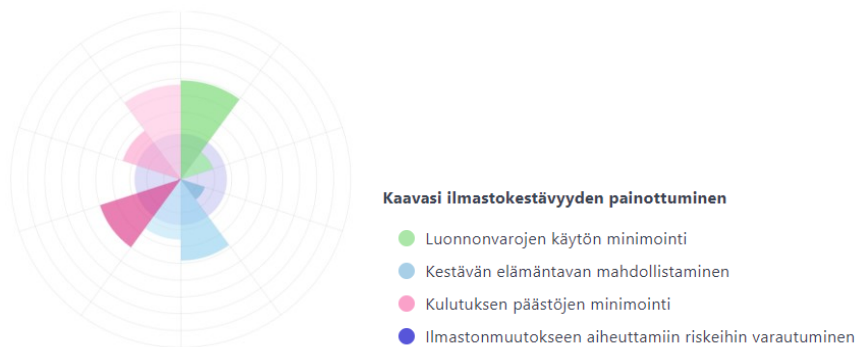 Kaavasi ilmastokestävyyden painottuminen
Luonnonvarojen käytön minimointi
Kestävän elämäntavan mahdollistaminen
Kulutuksen päästöjen minimointi
Ilmastonmuutokseen aiheuttamiin riskeihin varautuminen